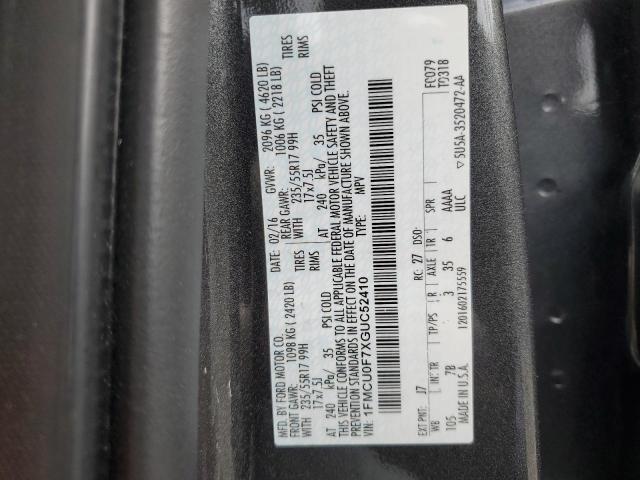 MFD. BY FORD MOTOR CO.
DATE: 02/16 GVWR: 2096 KG ( 4620 LB)
FRONT GAWR: 1098 KG ( 2420 LB) REAR GAWR: 1006 KG ( 2218 LB)
WITH 235/55R17 99H TIRES WITH 235/55R17 99H TIRES
17x7.5J RIMS 17x7.5J RIMS
AT 240 kPa/ 35 PSI COLD AT 240 kPa/ 35 PSI COLD
THIS VEHICLE CONFORMS TO ALL APPLICABLE FEDERAL MOTOR VEHICLE SAFETY AND THEFT
PREVENTION STANDARDS IN EFFECT ON THE DATE OF MANUFACTURE SHOWN ABOVE.
VIN: 1FMCU0F7XGUC52410 TYPE: MPV
EXT PNT: J7 RC: 27 DSO: FC079
WB INT TR TP/PS R AXLE TR SPR T0318
105 7B 3 35 6 AAAA
ULC
MADE IN U.S.A. 1201602175559 ▽5U5A-3520472-AA